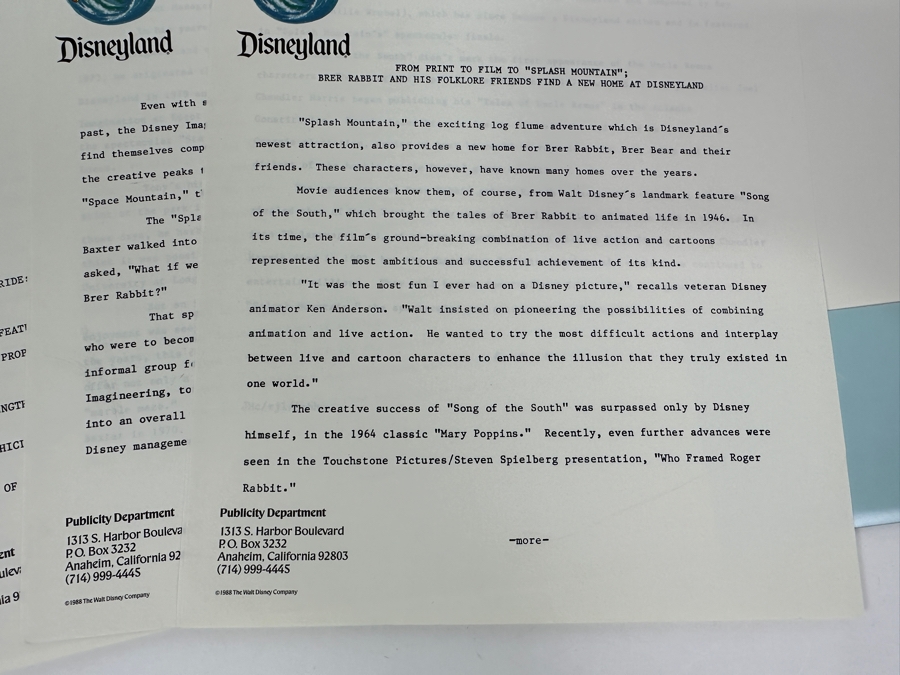 RIDE:
FEAT
PROP
NGTH
HICI
OF
ent
ulev
ia 9
Disneyland
Even with
past, the Disney
find themselves comp
the creative peaks
"Space Mountain,"
The "Spla
Baxter walked into
asked, "What if we
Brer Rabbit?"
That sp
who were to becom
informal group
Imagineering, to
into an overall
Disney manageme
Publicity Department
1313 S. Harbor Bouleva
P.O. Box 3232
Anaheim, California 92
(714) 999-4445
©1988 The Walt Disney Company
Disneyland
FROM PRINT TO FILM TO "SPLASH MOUNTAIN";
BRER RABBIT AND HIS FOLKLORE FRIENDS FIND A NEW HOME AT DISNEYLAND
"Splash Mountain," the exciting log flume adventure which is Disneyland's
newest attraction, also provides a new home for Brer Rabbit, Brer Bear and their
friends. These characters, however, have known many homes over the years.
Movie audiences know them, of course, from Walt Disney's landmark feature "Song
of the South," which brought the tales of Brer Rabbit to animated life in 1946. In
its time, the film's ground-breaking combination of live action and cartoons
represented the most ambitious and successful achievement of its kind.
"It was the most fun I ever had on a Disney picture," recalls veteran Disney
animator Ken Anderson. "Walt insisted on pioneering the possibilities of combining
animation and live action. He wanted to try the most difficult actions and interplay
between live and cartoon characters to enhance the illusion that they truly existed in
one world."
The creative success of "Song of the South" was surpassed only by Disney
himself, in the 1964 classic "Mary Poppins." Recently, even further advances were
seen in the Touchstone Pictures/Steven Spielberg presentation, "Who Framed Roger
Rabbit."
Publicity Department
1313 S. Harbor Boulevard
P.O. Box 3232
Anaheim, California 92803
(714) 999-4445
-more-
©1988 The Walt Disney Company